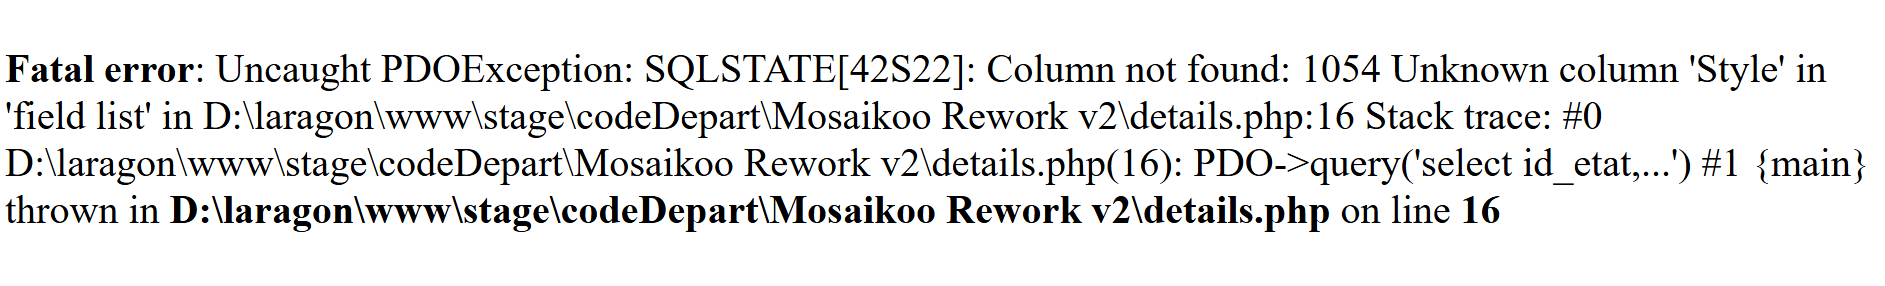 Fatal error: Uncaught PDOException: SQLSTATE[42S22]: Column not found: 1054 Unknown column 'Style' in
'field list' in D:\laragon\www\stage\codeDepart\Mosaikoo Rework v2\details.php:16 Stack trace: #0
D:\laragon\www\stage\codeDepart\Mosaikoo Rework v2\details.php(16): PDO->query('select id_etat,...') #1 {main}
thrown in D:\laragon\www\stage\codeDepart\Mosaikoo Rework v2\details.php on line 16